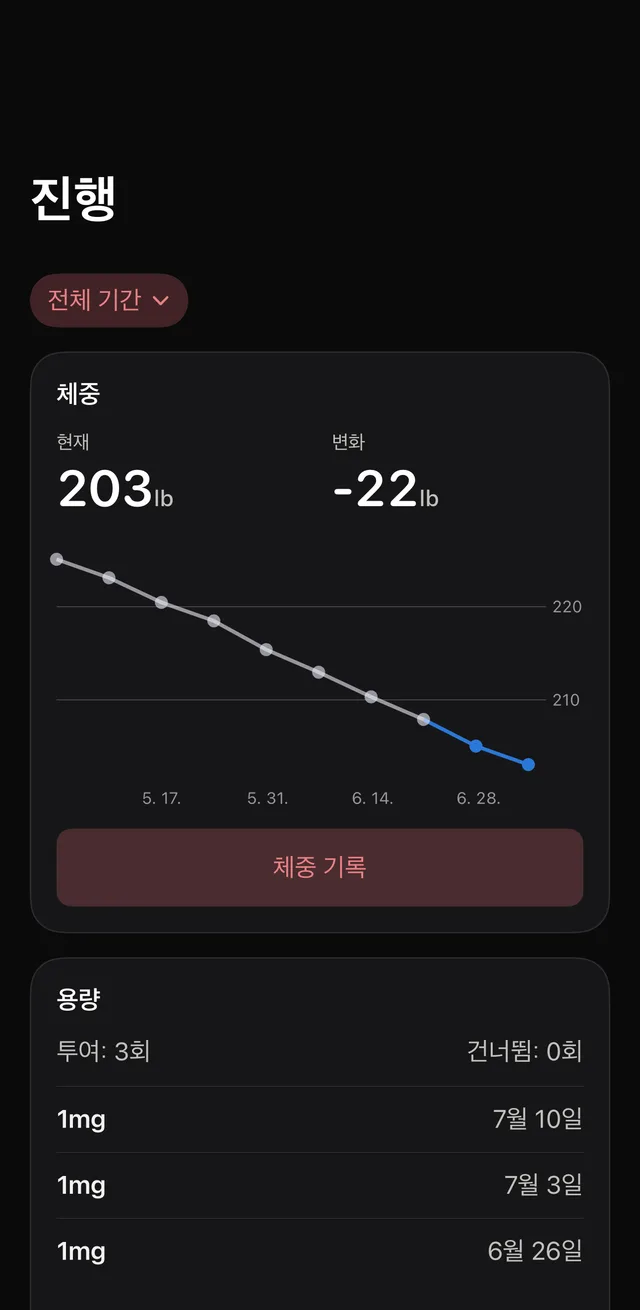 진행
전체 기간
체중
현재 변화
203lb -22lb
220
210
5. 17. 5. 31. 6. 14. 6. 28.
체중 기록
용량
투여: 3회 건너뜀: 0회
1mg 7월 10일
1mg 7월 3일
1mg 6월 26일